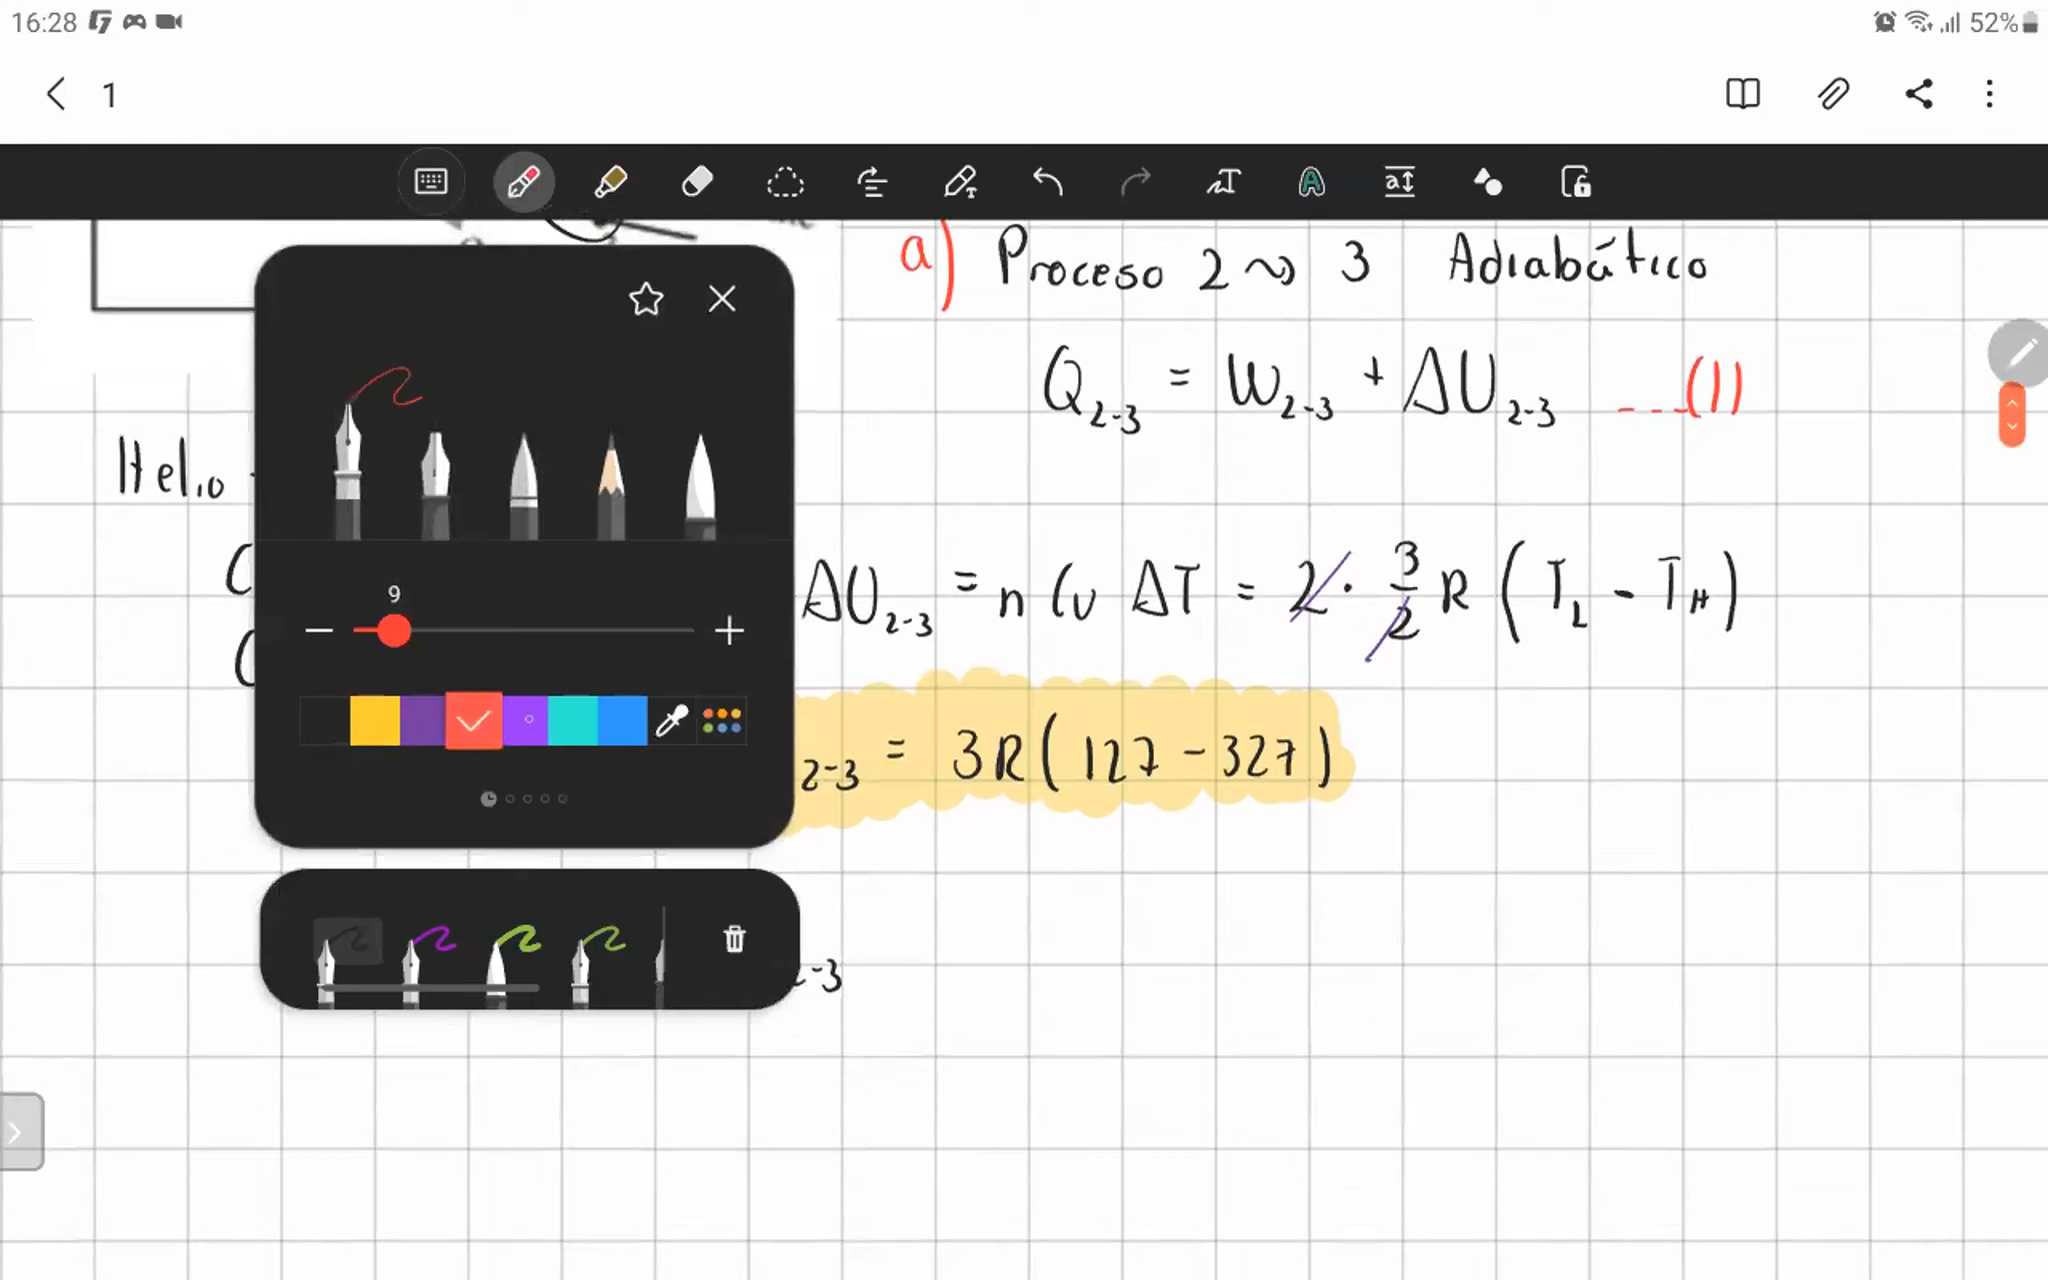 16:28 52%
1
a) Proceso 2 ~> 3 Adiabático
Q2-3 = W2-3 + ΔU2-3 ---(1)
Helio
9
ΔU2-3 = n Cv ΔT = 2 · 3/2 R (TL - TH)
2-3 = 3R(127-327)
-3